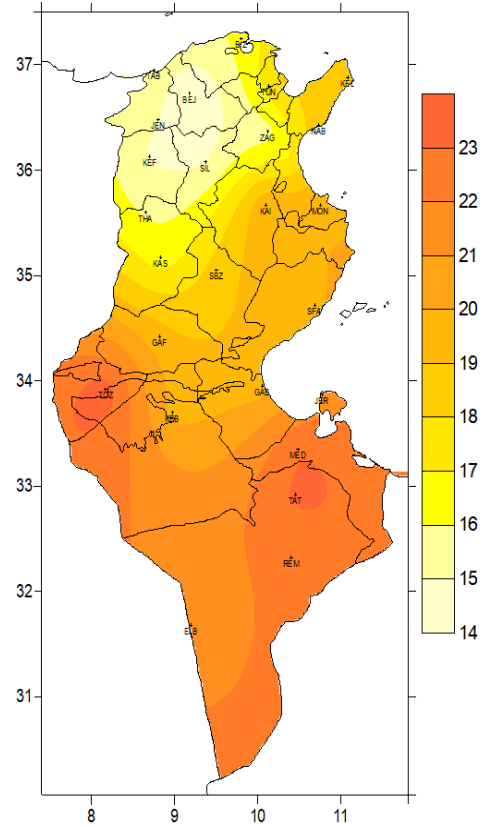 37
36
35
34
33
32
31
8
9
10
11
TAB
BIZ
BEJ
TUN
KEL
JEN
ZAG
NAB
KEF
SIL
THA
KAI
MON
KAS
SBZ
SFA
GAF
TOZ
KEB
GAB
JER
MED
TAT
REM
ELB
23
22
21
20
19
18
17
16
15
14